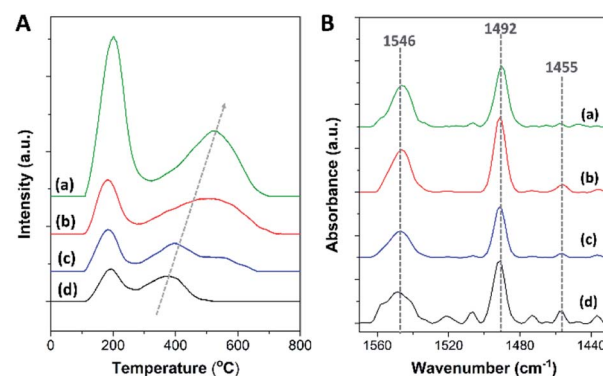 A
Intensity (a.u.)
(a)
(b)
(c)
(d)
0 200 400 600 800
Temperature (°C)
B
1546 1492 1455
Absorbance (a.u.)
(a)
(b)
(c)
(d)
1560 1520 1480 1440
Wavenumber (cm⁻¹)